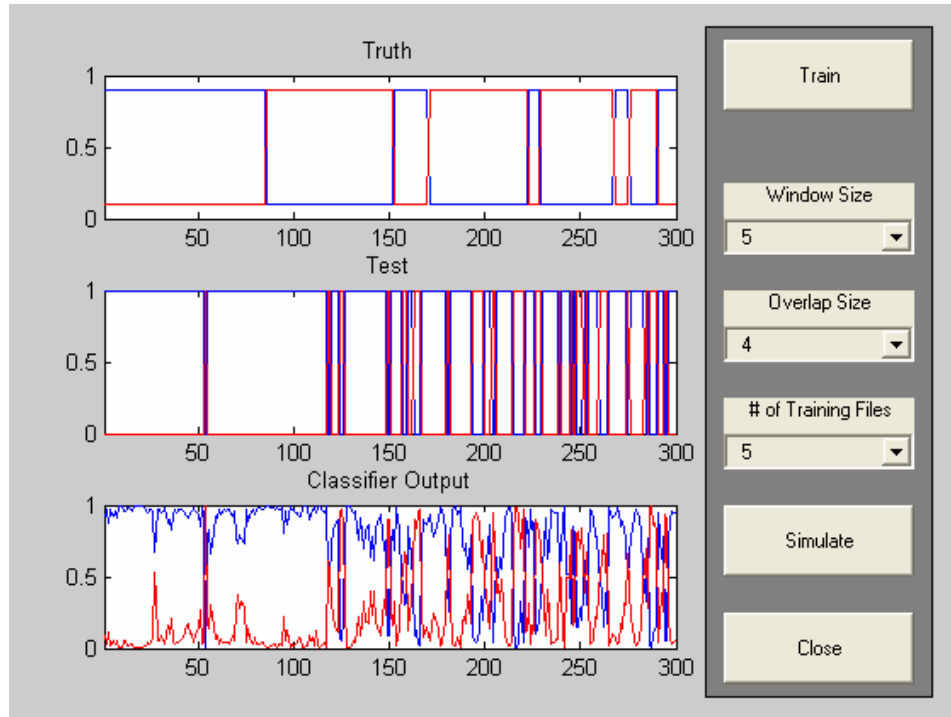 Truth
1
0.5
0
50 100 150 200 250 300
Test
1
0.5
0
50 100 150 200 250 300
Classifier Output
1
0.5
0
50 100 150 200 250 300
Train
Window Size
5
Overlap Size
4
# of Training Files
5
Simulate
Close